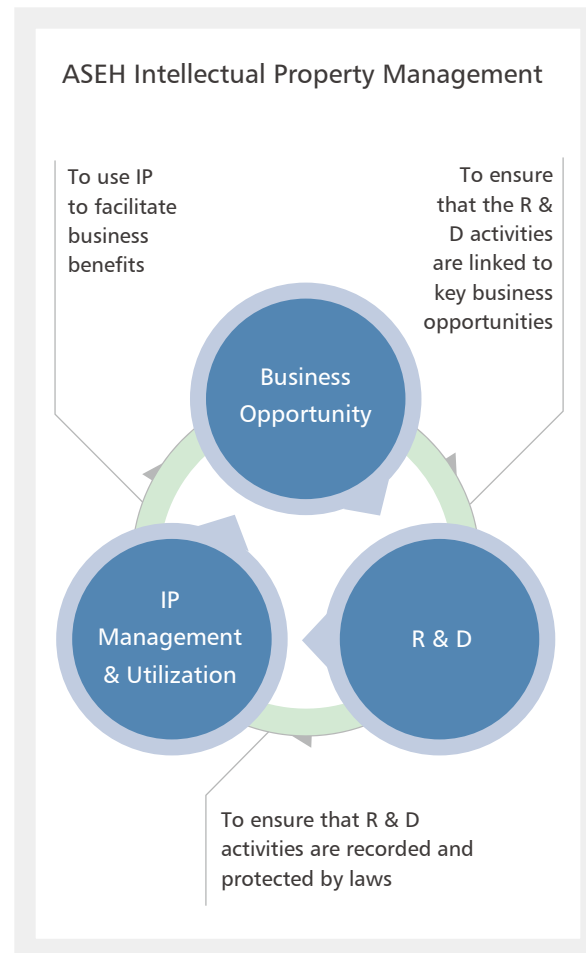 ASEH Intellectual Property Management
To use IP
to facilitate
business
benefits
To ensure
that the R &
D activities
are linked to
key business
opportunities
Business
Opportunity
IP
Management
& Utilization
R & D
To ensure that R & D
activities are recorded and
protected by laws